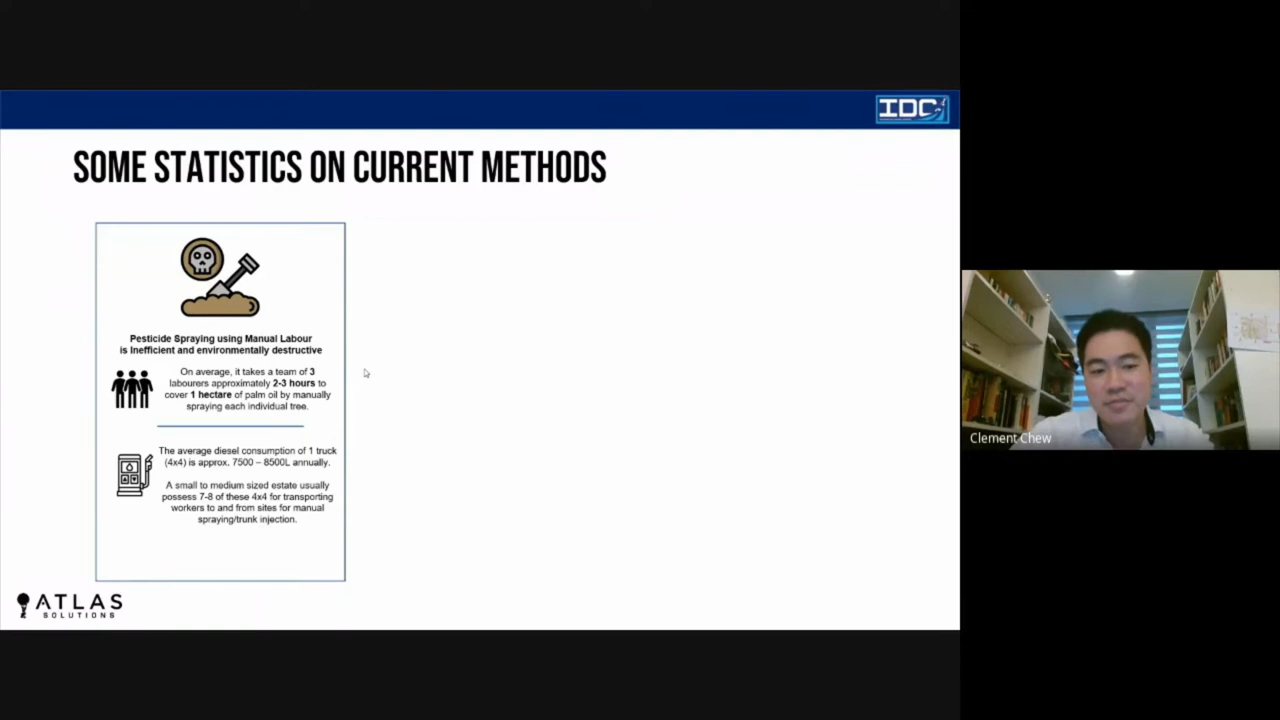 IDC
SOME STATISTICS ON CURRENT METHODS
Pesticide Spraying using Manual Labour
is Inefficient and environmentally destructive
On average, it takes a team of 3
labourers approximately 2-3 hours to
cover 1 hectare of palm oil by manually
spraying each individual tree.
The average diesel consumption of 1 truck
(4x4) is approx. 7500 – 8500L annually.
A small to medium sized estate usually
possess 7-8 of these 4x4 for transporting
workers to and from sites for manual
spraying/trunk injection.
ATLAS
SOLUTIONS
Clement Chew